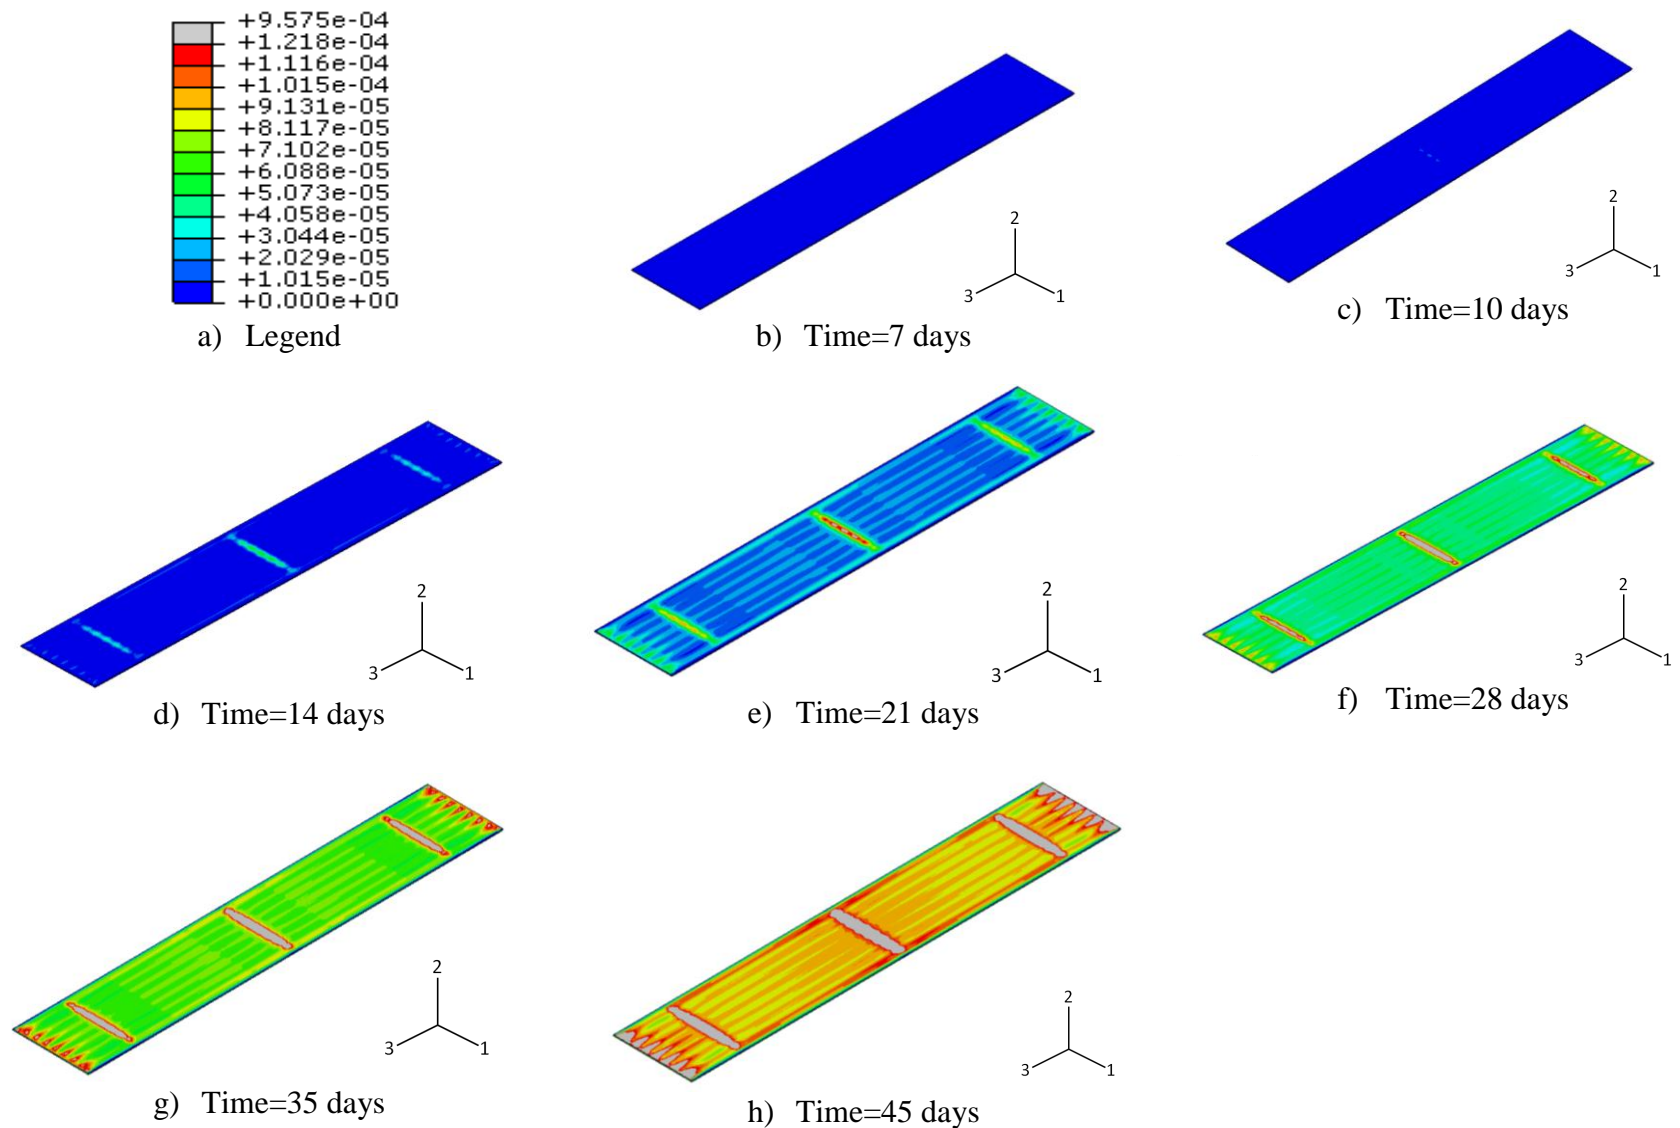 +9.575e-04
+1.218e-04
+1.116e-04
+1.015e-04
+9.131e-05
+8.117e-05
+7.102e-05
+6.088e-05
+5.073e-05
+4.058e-05
+3.044e-05
+2.029e-05
+1.015e-05
+0.000e+00
a) Legend
2
3
1
b) Time=7 days
2
3
1
c) Time=10 days
2
3
1
d) Time=14 days
2
3
1
e) Time=21 days
2
3
1
f) Time=28 days
2
3
1
g) Time=35 days
2
3
1
h) Time=45 days